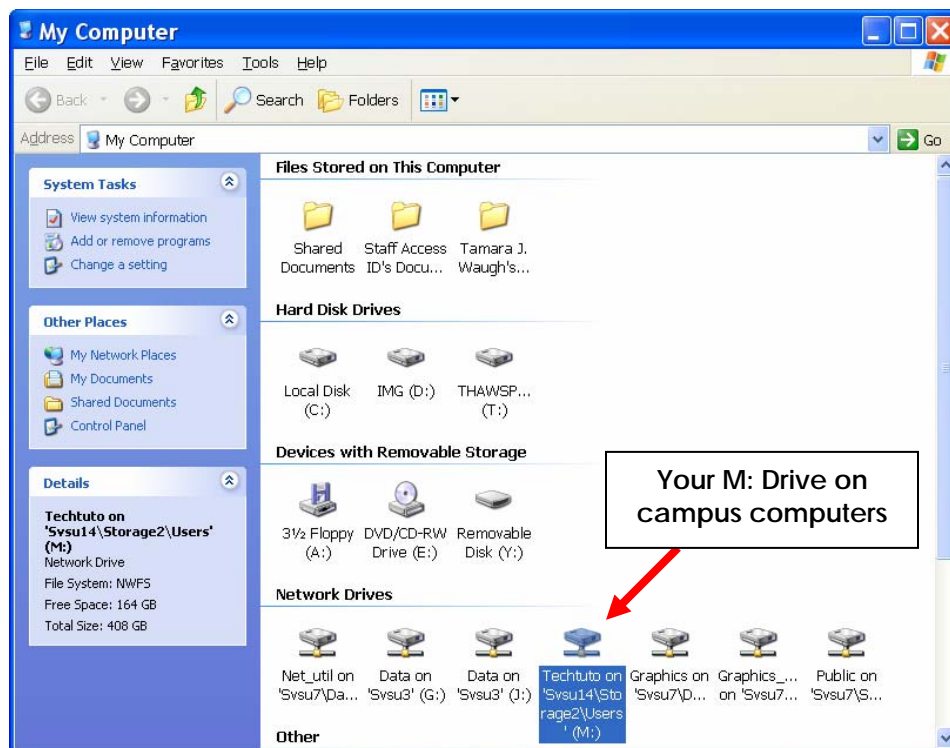 My Computer
File Edit View Favorites Tools Help
Back Search Folders
Address My Computer Go
System Tasks
View system information
Add or remove programs
Change a setting
Other Places
My Network Places
My Documents
Shared Documents
Control Panel
Details
Techtuto on
'Svsu14\Storage2\Users'
(M:)
Network Drive
File System: NWFS
Free Space: 164 GB
Total Size: 408 GB
Files Stored on This Computer
Shared Documents
Staff Access ID's Docu...
Tamara J. Waugh's...
Hard Disk Drives
Local Disk (C:)
IMG (D:)
THAWSP... (T:)
Devices with Removable Storage
3½ Floppy (A:)
DVD/CD-RW Drive (E:)
Removable Disk (Y:)
Your M: Drive on
campus computers
Network Drives
Net_util on 'Svsu7\Da...
Data on 'Svsu3' (G:)
Data on 'Svsu3' (J:)
Techtuto on 'Svsu14\Storage2\Users' (M:)
Graphics on 'Svsu7\D...
Graphics_... on 'Svsu7...
Public on 'Svsu7\S...
Other